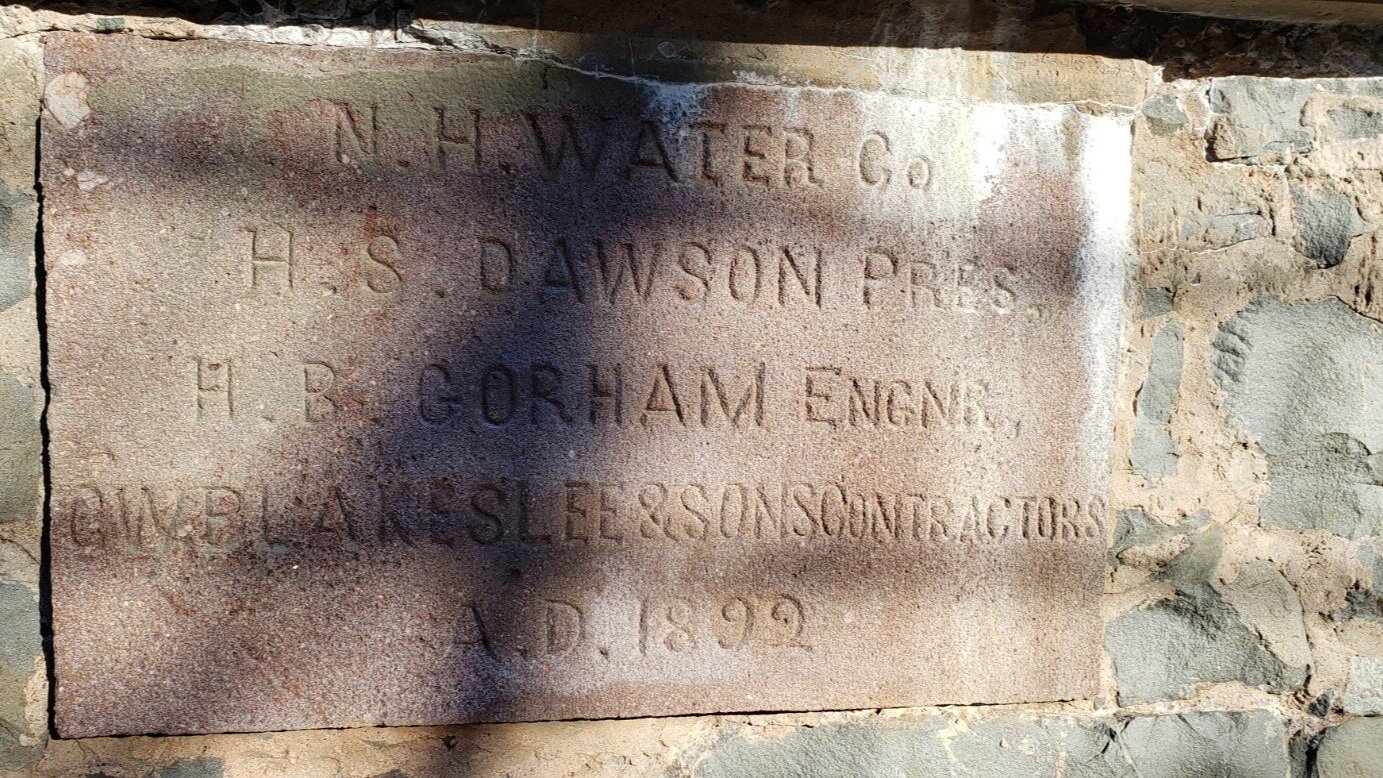 N.H. WATER Co
H.S. DAWSON PRES.
H.B. GORHAM ENGNR.,
G.W. BLAKESLEE & SONS CONTRACTORS
A.D. 1892